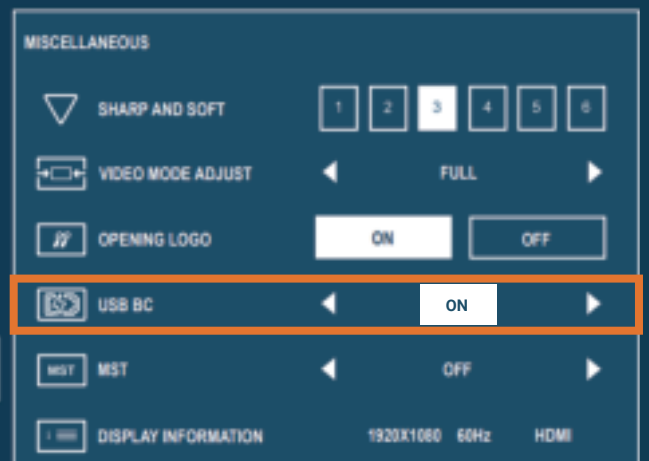 MISCELLANEOUS
SHARP AND SOFT 1 2 3 4 5 6
VIDEO MODE ADJUST FULL
OPENING LOGO ON OFF
USB BC ON
MST MST OFF
DISPLAY INFORMATION 1920X1080 60Hz HDMI